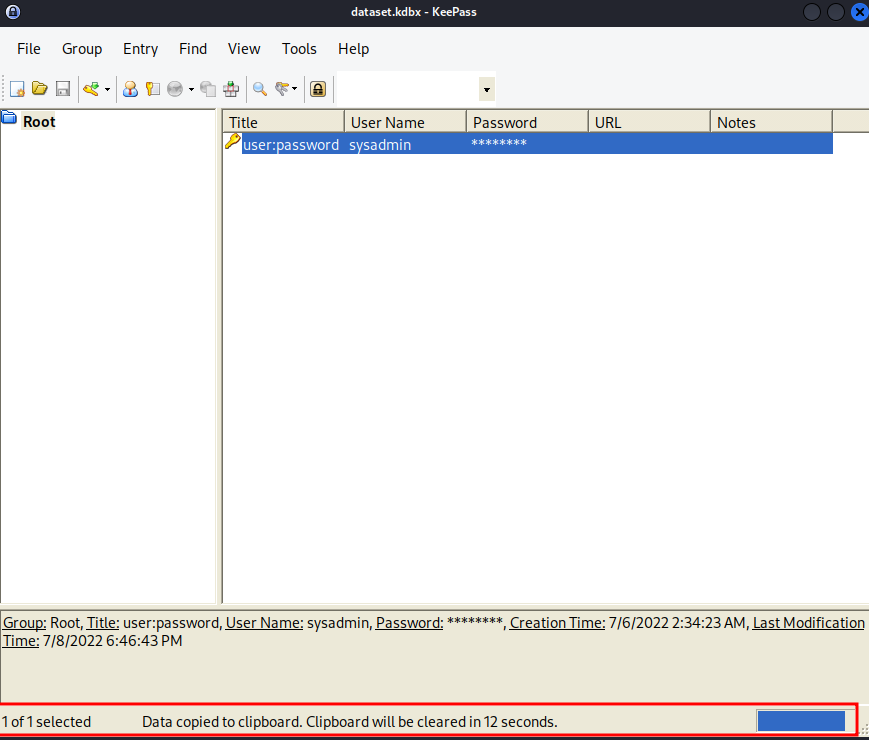 dataset.kdbx - KeePass
File Group Entry Find View Tools Help
Root
Title User Name Password URL Notes
user:password sysadmin ********
Group: Root, Title: user:password, User Name: sysadmin, Password: ********, Creation Time: 7/6/2022 2:34:23 AM, Last Modification
Time: 7/8/2022 6:46:43 PM
1 of 1 selected Data copied to clipboard. Clipboard will be cleared in 12 seconds.